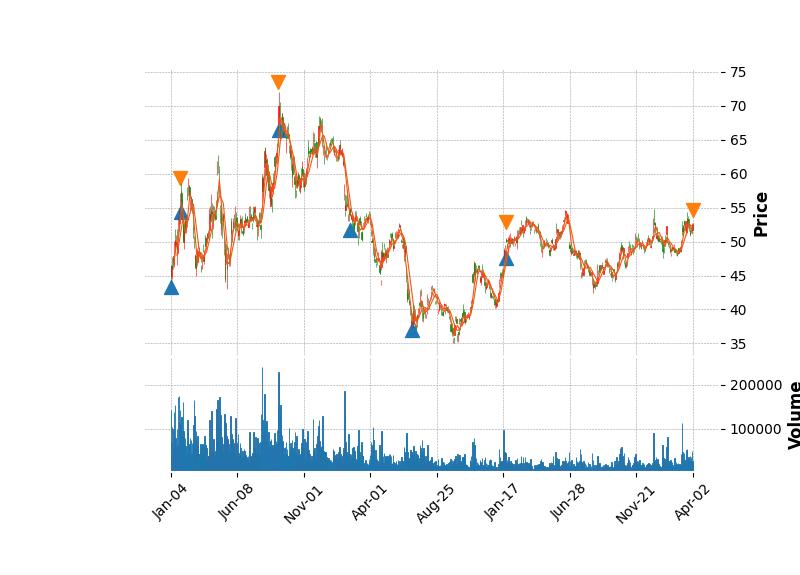 75
70
65
60
55
50
45
40
35
Price
200000
100000
Volume
Jan-04
Jun-08
Nov-01
Apr-01
Aug-25
Jan-17
Jun-28
Nov-21
Apr-02